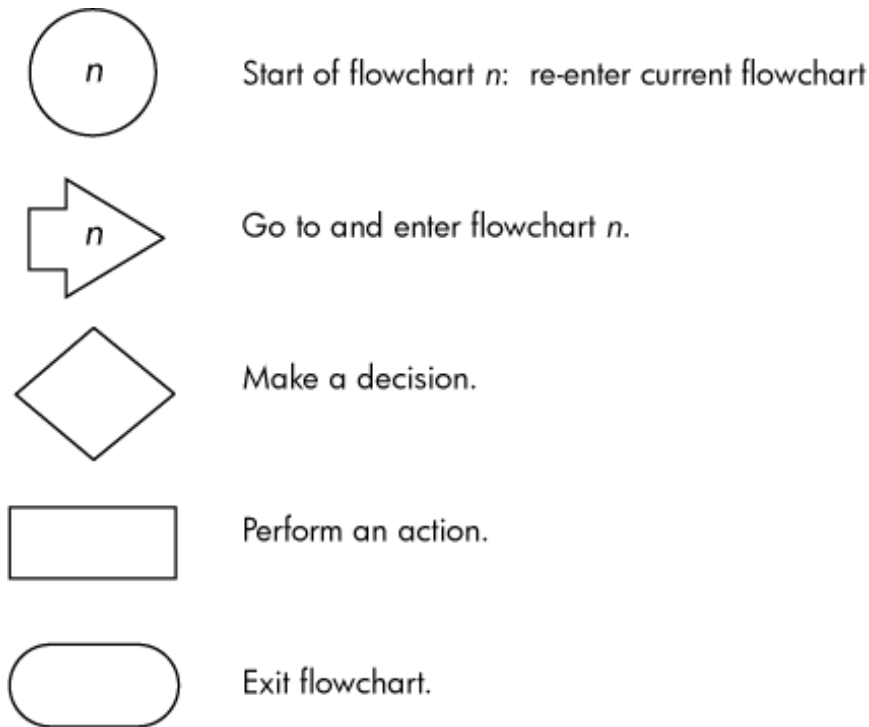 n Start of flowchart n: re-enter current flowchart
n Go to and enter flowchart n.
Make a decision.
Perform an action.
Exit flowchart.